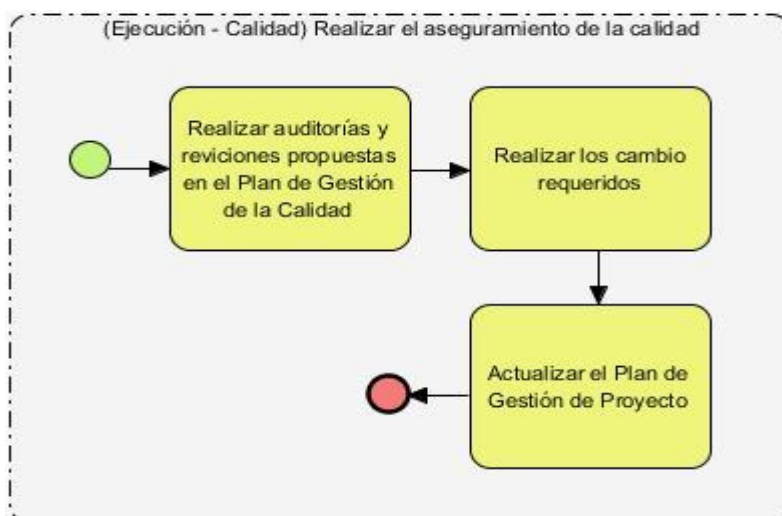 (Ejecución - Calidad) Realizar el aseguramiento de la calidad
Realizar auditorías y
reviciones propuestas
en el Plan de Gestión
de la Calidad
Realizar los cambio
requeridos
Actualizar el Plan de
Gestión de Proyecto